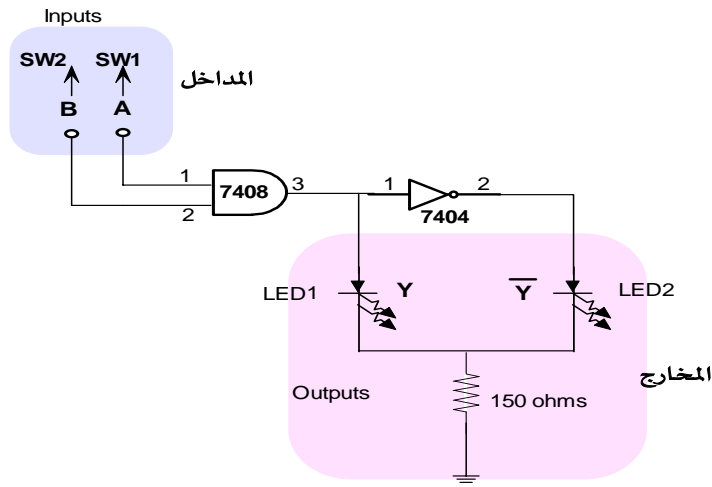 Inputs
SW2 SW1
المداخل
B A
1
2
7408
3
1
7404
2
LED1
Y
Y
LED2
Outputs
150 ohms
المخارج